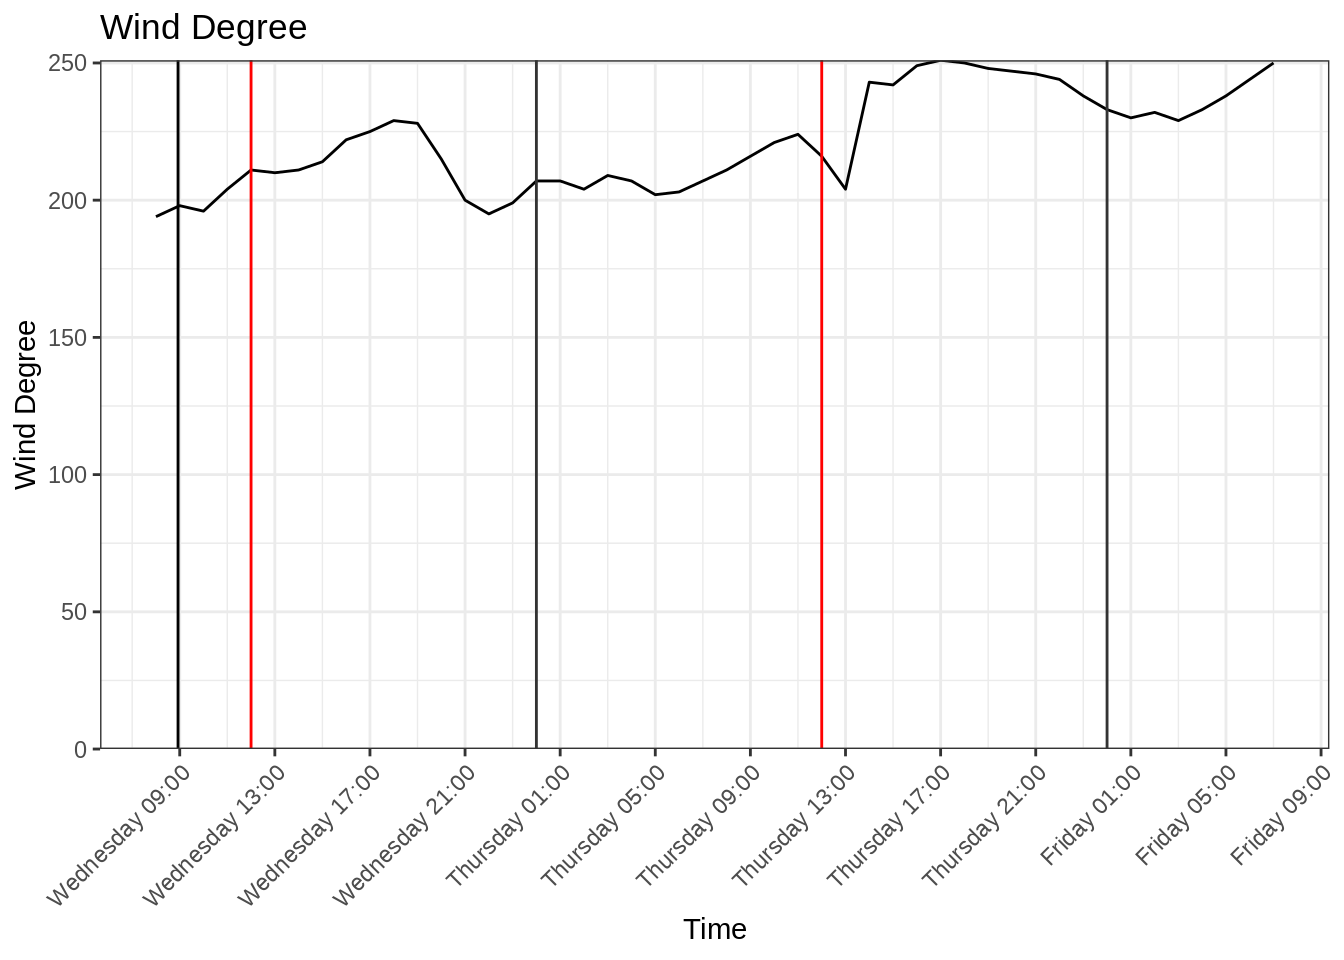 Wind Degree
Wind Degree
250
200
150
100
50
0
Wednesday 09:00
Wednesday 13:00
Wednesday 17:00
Wednesday 21:00
Thursday 01:00
Thursday 05:00
Thursday 09:00
Thursday 13:00
Thursday 17:00
Thursday 21:00
Friday 01:00
Friday 05:00
Friday 09:00
Time